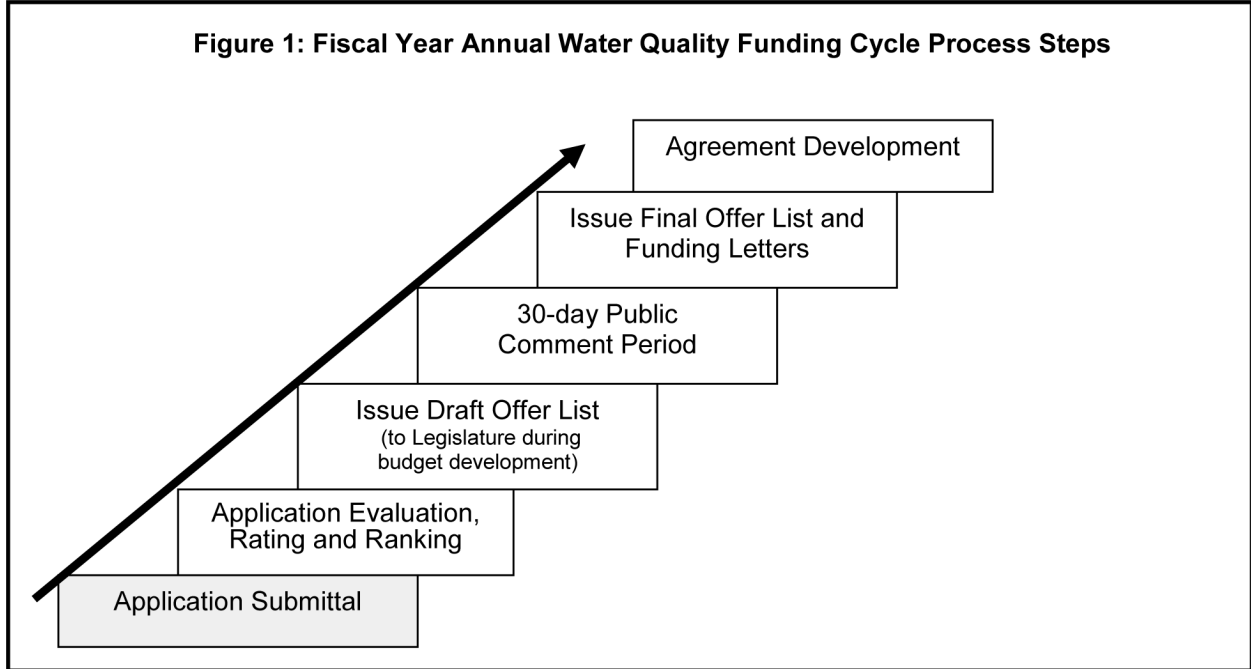 Figure 1: Fiscal Year Annual Water Quality Funding Cycle Process Steps
Agreement Development
Issue Final Offer List and
Funding Letters
30-day Public
Comment Period
Issue Draft Offer List
(to Legislature during
budget development)
Application Evaluation,
Rating and Ranking
Application Submittal